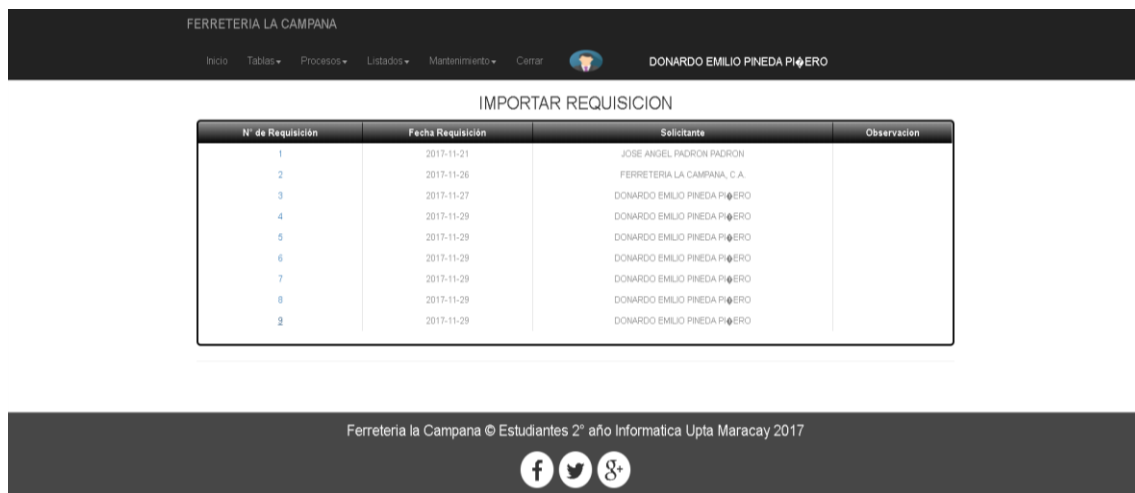 FERRETERIA LA CAMPANA
Inicio Tablas Procesos Listados Mantenimiento Cerrar DONARDO EMILIO PINEDA PI�ERO
IMPORTAR REQUISICION
N° de Requisición Fecha Requisición Solicitante Observacion
1 2017-11-21 JOSE ANGEL PADRON PADRON
2 2017-11-26 FERRETERIA LA CAMPANA, C.A.
3 2017-11-27 DONARDO EMILIO PINEDA PI�ERO
4 2017-11-29 DONARDO EMILIO PINEDA PI�ERO
5 2017-11-29 DONARDO EMILIO PINEDA PI�ERO
6 2017-11-29 DONARDO EMILIO PINEDA PI�ERO
7 2017-11-29 DONARDO EMILIO PINEDA PI�ERO
8 2017-11-29 DONARDO EMILIO PINEDA PI�ERO
9 2017-11-29 DONARDO EMILIO PINEDA PI�ERO
Ferreteria la Campana © Estudiantes 2° año Informatica Upta Maracay 2017
f g+